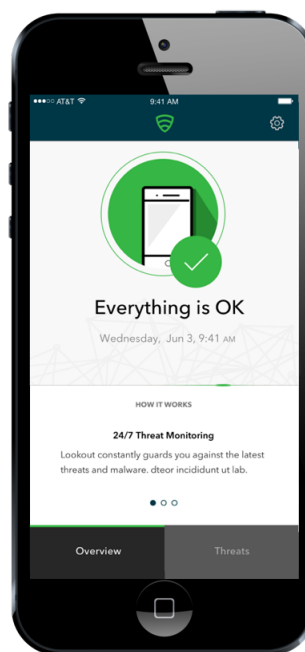 AT&T 9:41 AM
Everything is OK
Wednesday, Jun 3, 9:41 AM
HOW IT WORKS
24/7 Threat Monitoring
Lookout constantly guards you against the latest
threats and malware. dteor incididunt ut lab.
Overview Threats